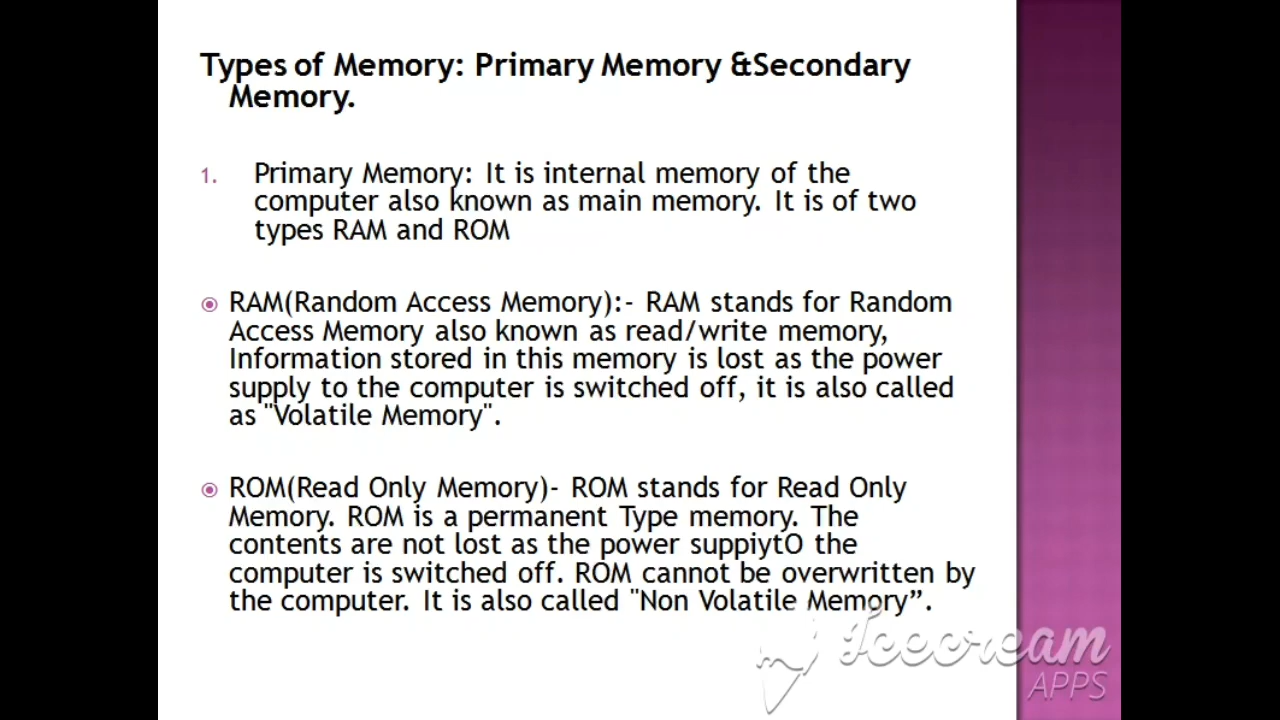 Types of Memory: Primary Memory &Secondary
Memory.
1. Primary Memory: It is internal memory of the
computer also known as main memory. It is of two
types RAM and ROM
RAM(Random Access Memory):- RAM stands for Random
Access Memory also known as read/write memory,
Information stored in this memory is lost as the power
supply to the computer is switched off, it is also called
as "Volatile Memory".
ROM(Read Only Memory)- ROM stands for Read Only
Memory. ROM is a permanent Type memory. The
contents are not lost as the power suppiytO the
computer is switched off. ROM cannot be overwritten by
the computer. It is also called "Non Volatile Memory”.
Icecream
APPS